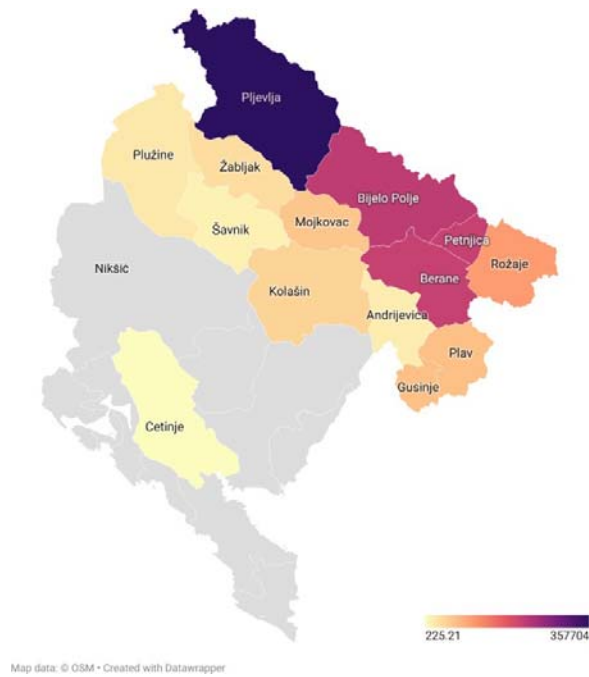 Pljevlja
Plužine
Žabljak
Bijelo Polje
Šavnik
Mojkovac
Petnjica
Rožaje
Nikšić
Berane
Kolašin
Andrijevica
Plav
Gusinje
Cetinje
225.21 357704
Map data: © OSM • Created with Datawrapper